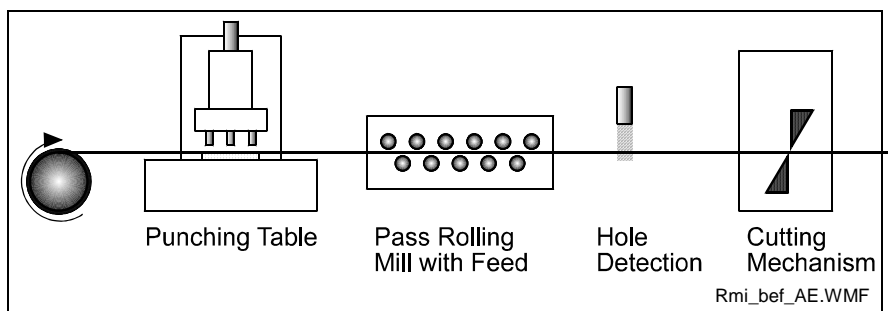 Punching Table
Pass Rolling
Mill with Feed
Hole
Detection
Cutting
Mechanism
Rmi_bef_AE.WMF